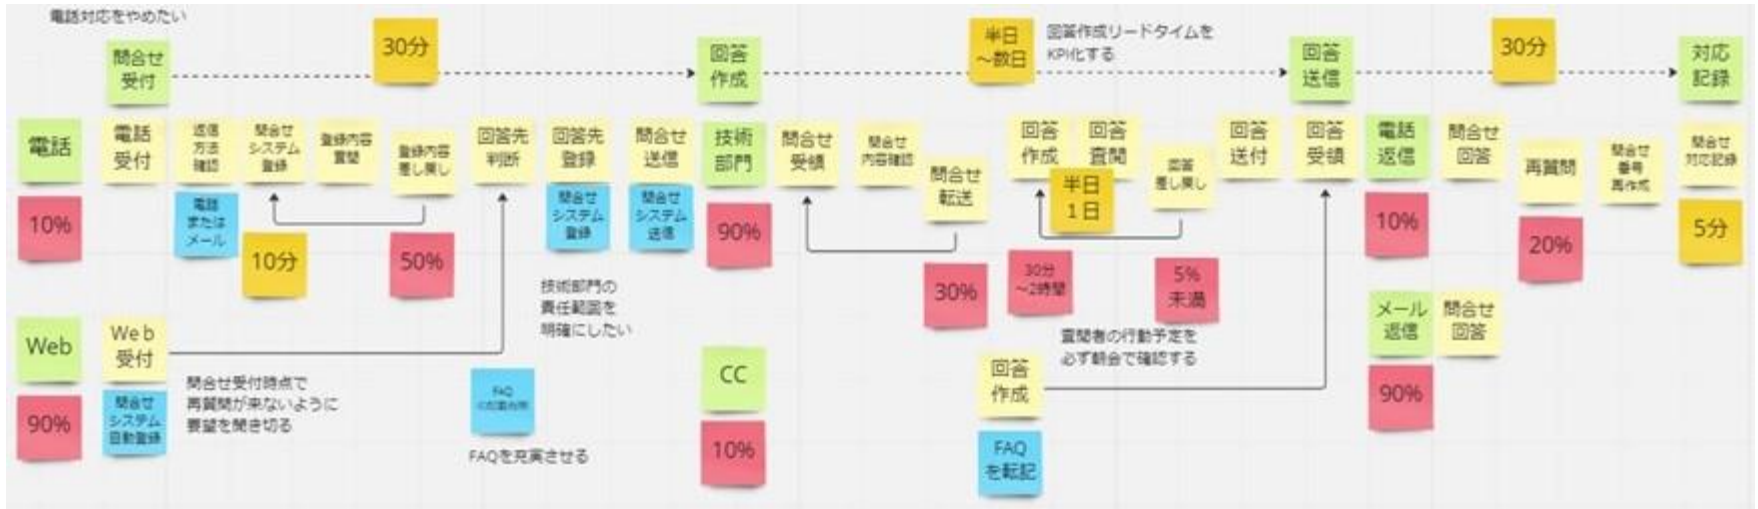 電話対応をやめたい
問合せ
受付
30分
回答
作成
半日
～数日
回答作成リードタイムを
KPI化する
回答
送信
30分
対応
記録
電話
電話
受付
返信
方法
確認
問合せ
システム
登録
登録内容
査閲
登録内容
差し戻し
回答先
判断
回答先
登録
問合せ
送信
技術
部門
問合せ
受領
問合せ
内容確認
問合せ
転送
回答
作成
回答
査閲
回答
差し戻し
回答
送付
回答
受領
電話
返信
問合せ
回答
再質問
問合せ
番号
再作成
問合せ
対応記録
10%
電話
または
メール
10分
50%
問合せ
システム
登録
問合せ
システム
送信
90%
30%
半日
1日
30分
～2時間
5%
未満
10%
20%
5分
技術部門の
責任範囲を
明確にしたい
査閲者の行動予定を
必ず朝会で確認する
Web
Web
受付
90%
問合せ
システム
自動登録
問合せ受付時点で
再質問が来ないように
要望を聞き切る
FAQ
FAQを充実させる
CC
10%
回答
作成
FAQ
を転記
メール
返信
問合せ
回答
90%